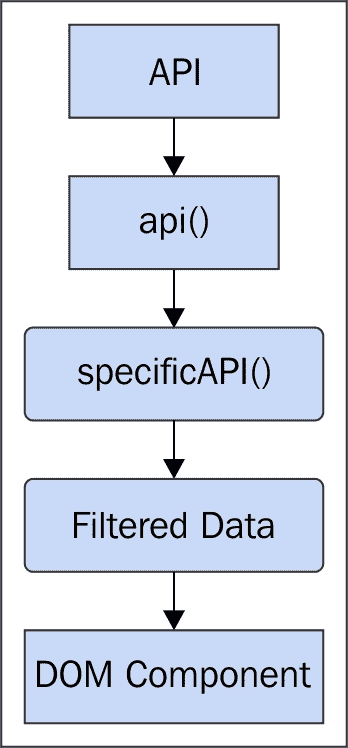 API
api()
specificAPI()
Filtered Data
DOM Component